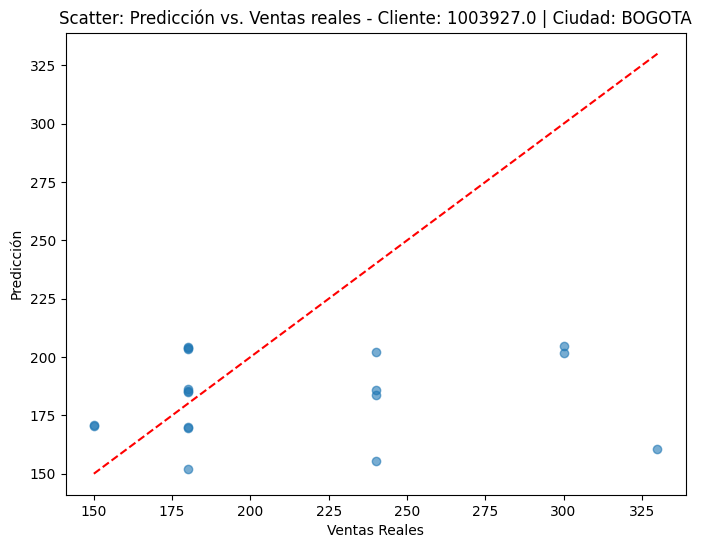 Scatter: Predicción vs. Ventas reales - Cliente: 1003927.0 | Ciudad: BOGOTA
325
300
275
250
225
200
175
150
Predicción
150 175 200 225 250 275 300 325
Ventas Reales